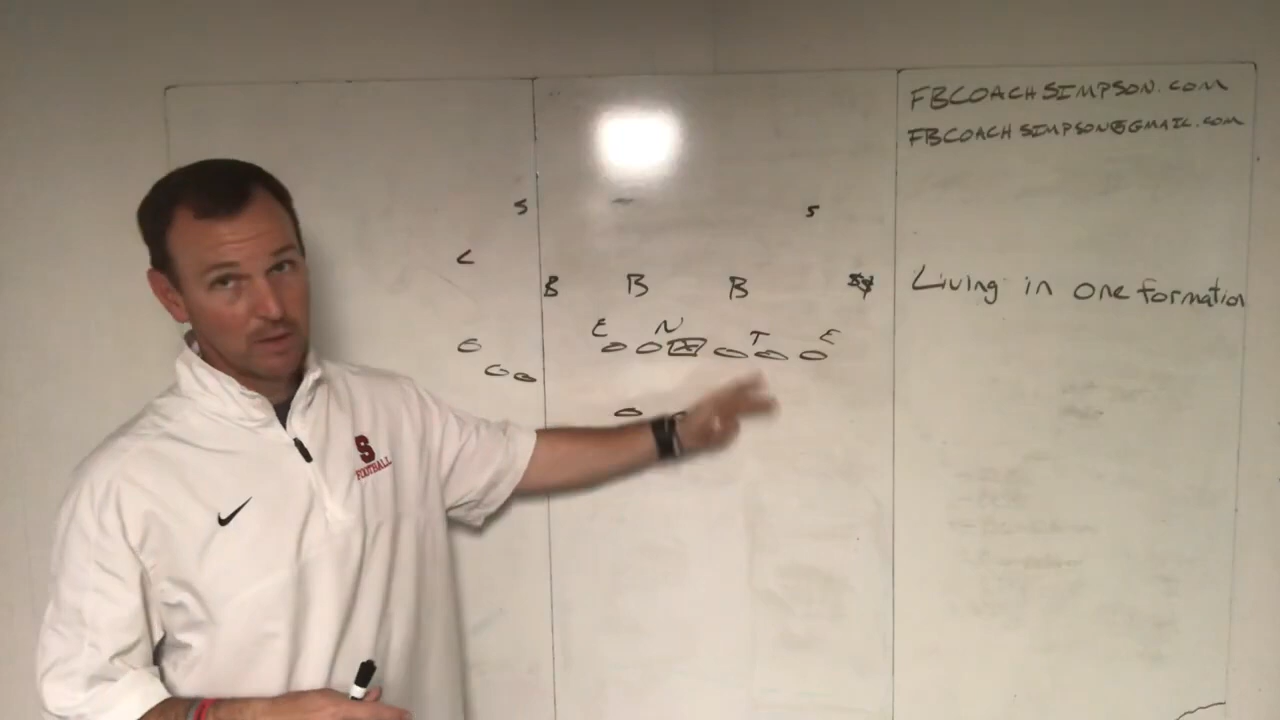 FBCOACHSIMPSON.COM
FBCOACHSIMPSON@GMAIL.COM
S S
C
B B B
Living in one formation
E N T E
S
FOOTBALL